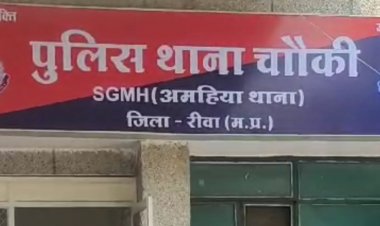 पुलिस थाना चौकी
SGMH(अमहिया थाना)
जिला - रीवा (म.प्र.)